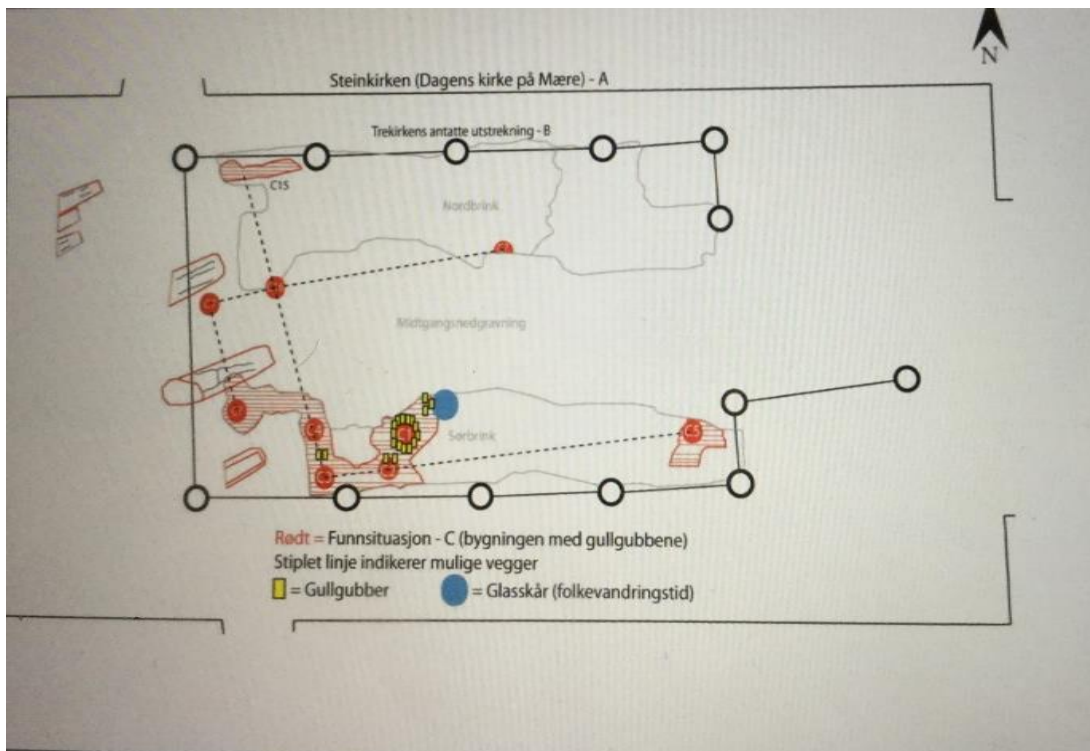 N
Steinkirken (Dagens kirke på Mære) - A
Trekirkens antatte utstrekning - B
C15
Nordbrink
Midtgangsnedgravning
Sørbrink
C5
Rødt = Funnsituasjon - C (bygningen med gullgubbene)
Stiplet linje indikerer mulige vegger
= Gullgubber
= Glasskår (folkevandringstid)